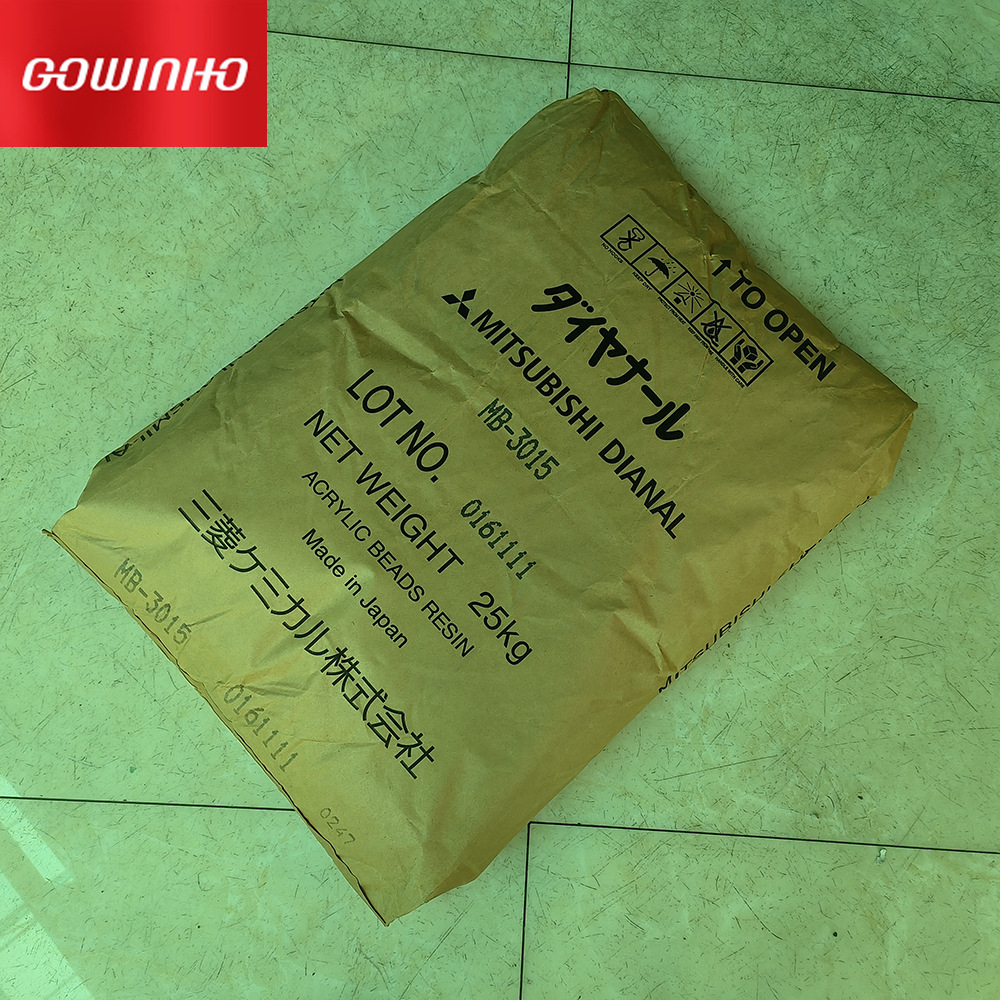 GOWINHO
↑TO OPEN
ダイヤナール
MITSUBISHI DIANAL
MB-3015
LOT NO. 0161111
NET WEIGHT 25kg
ACRYLIC BEADS RESIN
Made in Japan
三菱ケミカル株式会社
MB-3015
0161111
0247